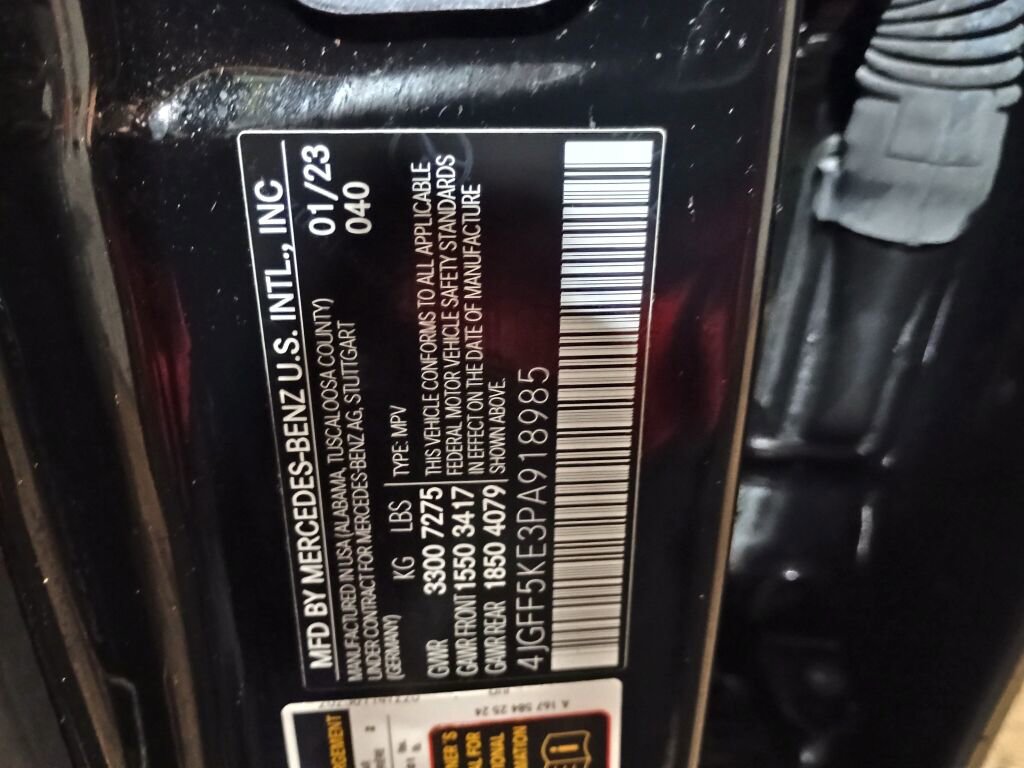 MFD BY MERCEDES-BENZ U.S. INTL., INC
MANUFACTURED IN USA (ALABAMA, TUSCALOOSA COUNTY) 01/23
UNDER CONTRACT FOR MERCEDES-BENZ AG, STUTTGART 040
(GERMANY)
KG LBS TYPE: MPV
GVWR 3300 7275 THIS VEHICLE CONFORMS TO ALL APPLICABLE
GAWR FRONT 1550 3417 FEDERAL MOTOR VEHICLE SAFETY STANDARDS
GAWR REAR 1850 4079 IN EFFECT ON THE DATE OF MANUFACTURE
SHOWN ABOVE.
4JGFF5KE3PA918985
A 167 584 25 24